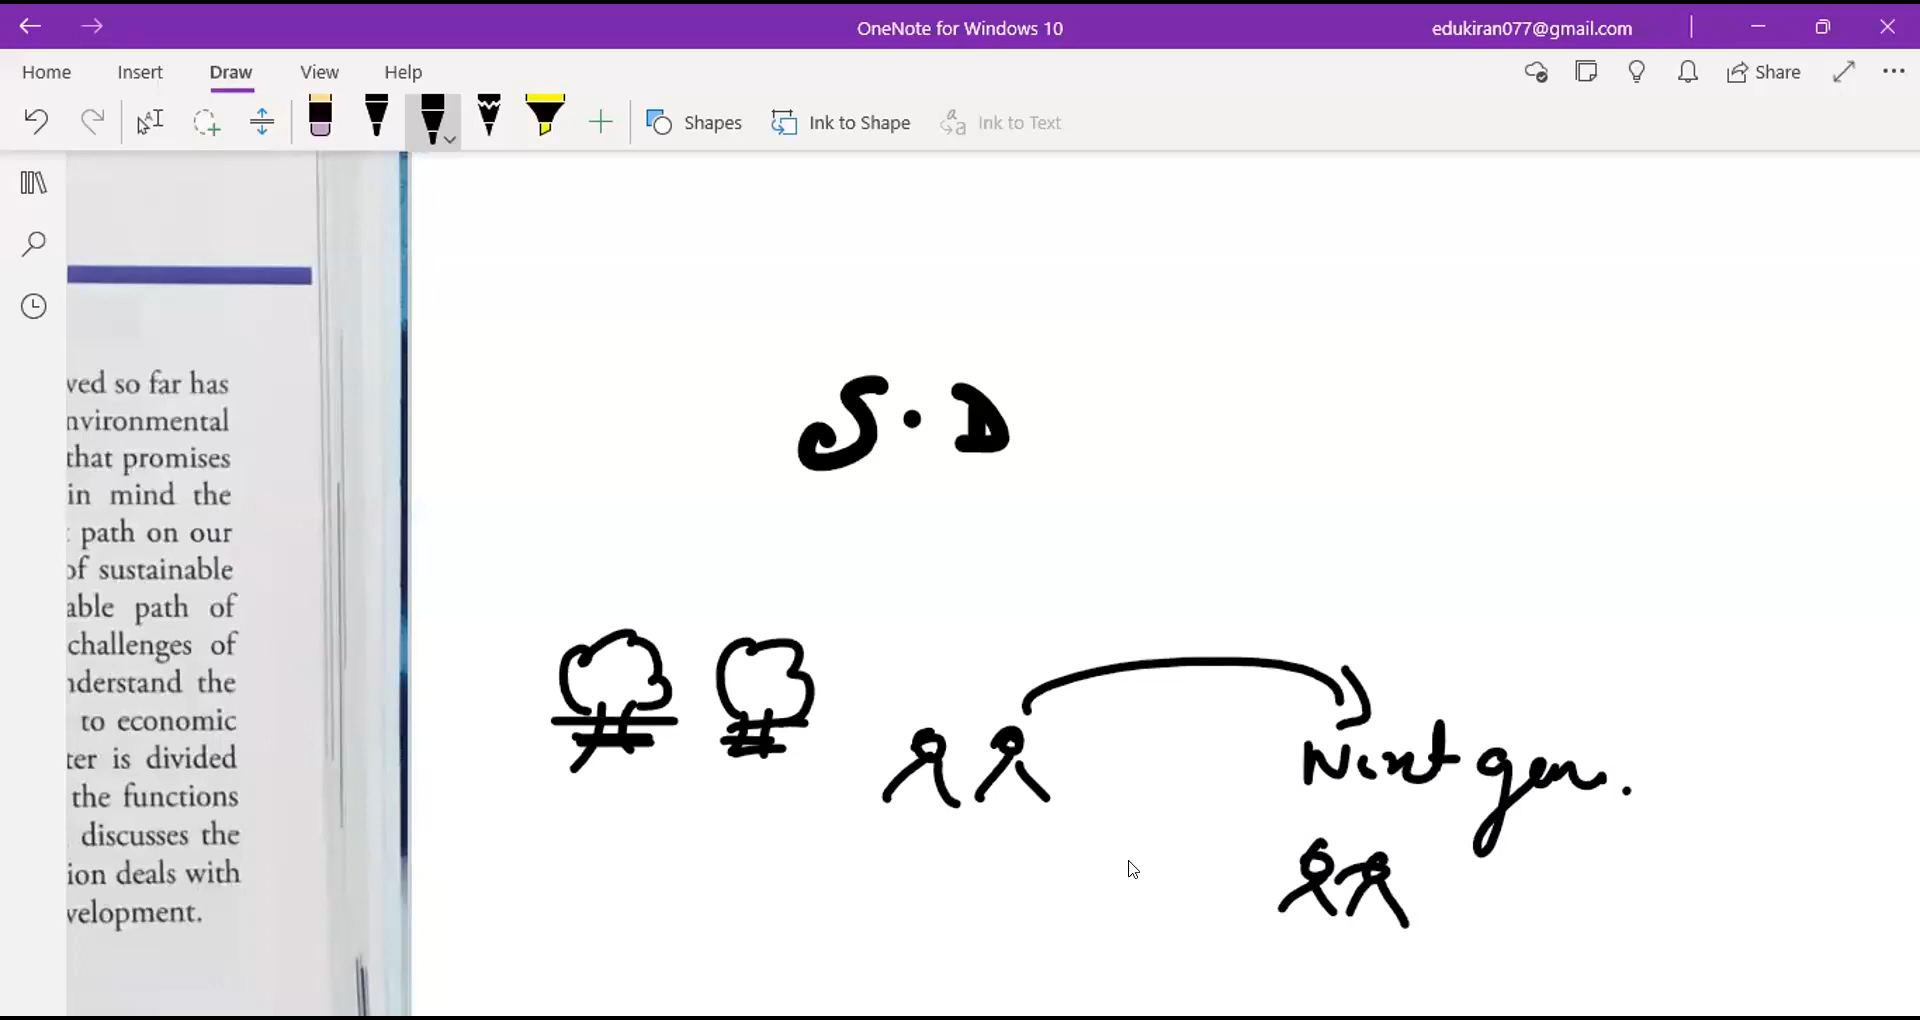 OneNote for Windows 10
edukiran077@gmail.com
Home Insert Draw View Help
Share
Shapes Ink to Shape Ink to Text
ved so far has
nvironmental
that promises
in mind the
path on our
of sustainable
able path of
challenges of
nderstand the
to economic
ter is divided
the functions
discusses the
ion deals with
velopment.
S.D
Next gen.